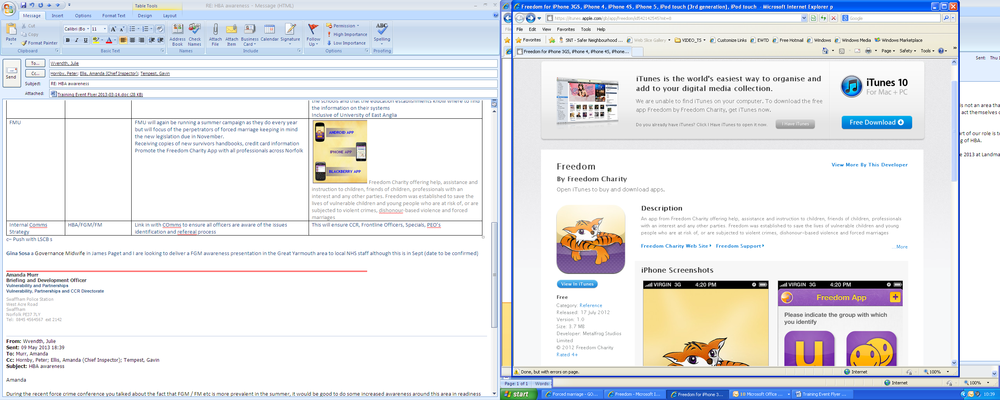 RE: HBA awareness - Message (HTML)
Table Tools
Message Insert Options Format Text Design Layout
Paste
Cut
Copy
Format Painter
Clipboard
Calibri (Bo 11
B I U
Basic Text
Address Book
Check Names
Names
Attach File
Attach Item
Business Card
Calendar
Signature
Include
Follow Up
Permission
High Importance
Low Importance
Options
ABC
Spelling
Proofing
Send
To... Wvendth, Julie
Cc... Hornby, Peter; Ellis, Amanda (Chief Inspector); Tempest, Gavin
Subject: RE: HBA awareness
Attached: Training Event Flyer 2013-03-14.doc (28 KB)
the schools and that the education establishments know where to find
the information on their systems
Inclusive of University of East Anglia
FMU
FMU will again be running a summer campaign as they do every year
but will focus of the perpetrators of forced marriage keeping in mind
the new legislation due in November.
Receiving copies of new survivors handbooks, credit card information
Promote the Freedom Charity App with all professionals across Norfolk
ANDROID APP
IPHONE APP
BLACKBERRY APP
Freedom Charity offering help, assistance and
instruction to children, friends of children, professionals with an
interest and any other parties. Freedom was established to save the
lives of vulnerable children and young people who are at risk of, or are
subjected to violent crimes, dishonour-based violence and forced
marriages
Internal Comms
Strategy
HBA/FGM/FM
Link in with COmms to ensure all officers are aware of the issues
identification and refereal process
This will ensure CCR, Frontline Officers, Specials, PEO's
c– Push with LSCB s
Gina Sosa a Governance Midwife in James Paget and I are looking to deliver a FGM awareness presentation in the Great Yarmouth area to local NHS staff although this is in Sept (date to be confirmed)
Amanda Murr
Briefing and Development Officer
Vulnerability and Partnerships
Vulnerability, Partnerships and CCR Directorate
Swaffham Police Station
West Acre Road
Swaffham
Norfolk PE37 7LY
Tel: 0845 4564567 ext 2142
From: Wvendth, Julie
Sent: 09 May 2013 18:39
To: Murr, Amanda
Cc: Hornby, Peter; Ellis, Amanda (Chief Inspector); Tempest, Gavin
Subject: HBA awareness
Amanda
During the recent force crime conference you talked about the fact that FGM / FM etc is more prevalent in the summer, it would be good to do some increased awareness around this area in readiness
Freedom for iPhone 3GS, iPhone 4, iPhone 4S, iPhone 5, iPod touch (3rd generation), iPod touch - Microsoft Internet Explorer p
https://itunes.apple.com/gb/app/freedom/id542142545?mt=8
Google
File Edit View Favorites Tools Help
Favorites SNT - Safer Neighbourhood ... Web Slice Gallery VIDEO_TS Customize Links EWTD Free Hotmail Windows Windows Media Windows Marketplace
Freedom for iPhone 3GS, iPhone 4, iPhone 4S, iPhone...
Page Safety Tools
iTunes is the world's easiest way to organise and
add to your digital media collection.
We are unable to find iTunes on your computer. To download the free
app Freedom by Freedom Charity, get iTunes now.
Do you already have iTunes? Click I Have iTunes to open it now. I Have iTunes
iTunes 10
For Mac + PC
Free Download
Freedom
View More By This Developer
By Freedom Charity
Open iTunes to buy and download apps.
Description
An app from Freedom Charity offering help, assistance and instruction to children, friends of children, professionals
with an interest and any other parties. Freedom was established to save the lives of vulnerable children and young
people who are at risk of, or are subjected to violent crimes, dishonour-based violence and forced marriages
Freedom Charity Web Site Freedom Support ...More
View In iTunes
Free
Category: Reference
Released: 17 July 2012
Version: 1.0
Size: 3.7 MB
Developer: Metalfrog Studios
Limited
© 2012 Freedom Charity
Rated 4+
iPhone Screenshots
VIRGIN 3G 4:20 PM
VIRGIN 3G 4:20 PM
Freedom App
Please indicate the group with which
you identify
u
Done, but with errors on page.
Internet 100%
Sent: Thu 1
is not an area tha
act themselves
art of our role is to
g of HBA.
e 2013 at Landma
File
Page: 1 of 1 Words:
Internet 100%
start
Forced marriage - GO...
Freedom - Microsoft I...
Freedom for iPhone 3...
10 Microsoft Office ...
Training Event Flyer ...
10:39